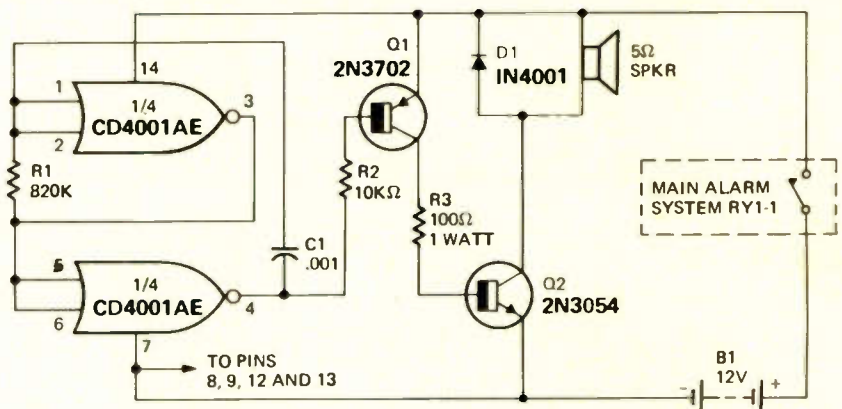 Q1
2N3702
D1
IN4001
5Ω
SPKR
14
1
2
3
1/4
CD4001AE
R1
820K
R2
10KΩ
R3
100Ω
1 WATT
C1
.001
MAIN ALARM
SYSTEM RY1-1
5
6
4
1/4
CD4001AE
7
Q2
2N3054
TO PINS
8, 9, 12 AND 13
B1
12V
- +